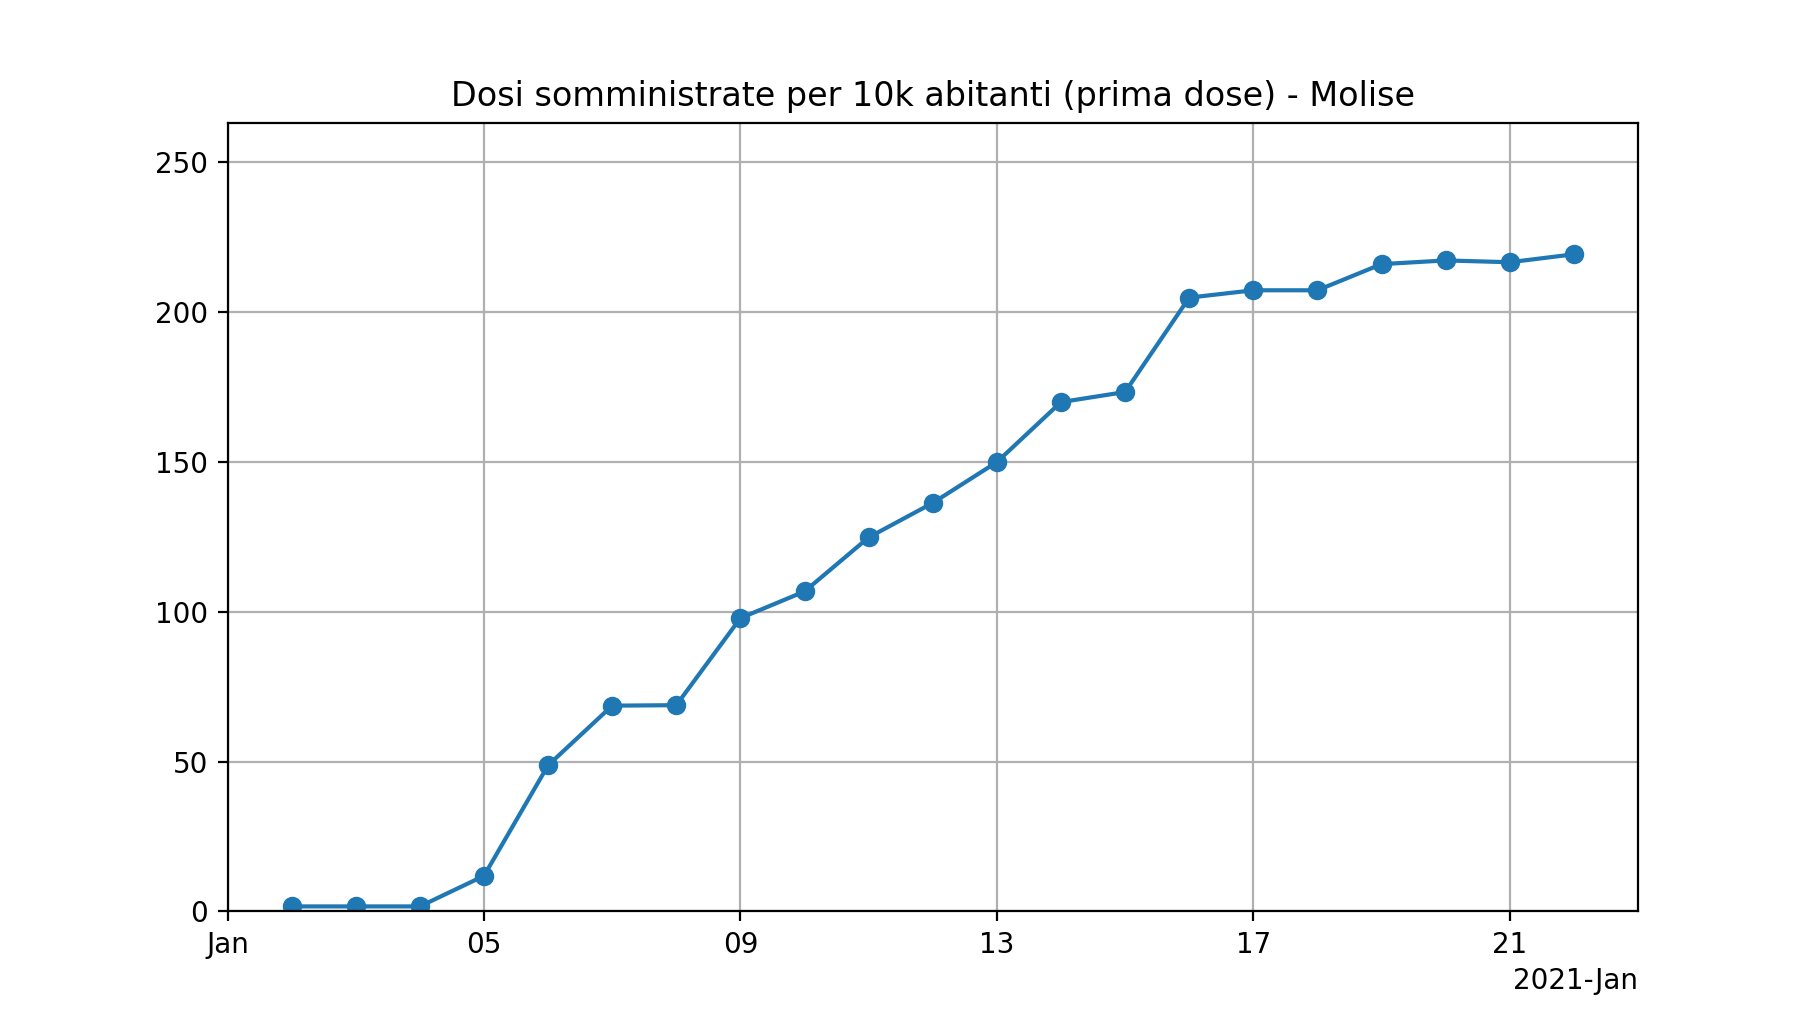 Dosi somministrate per 10k abitanti (prima dose) - Molise
250
200
150
100
50
0
Jan 05 09 13 17 21
2021-Jan